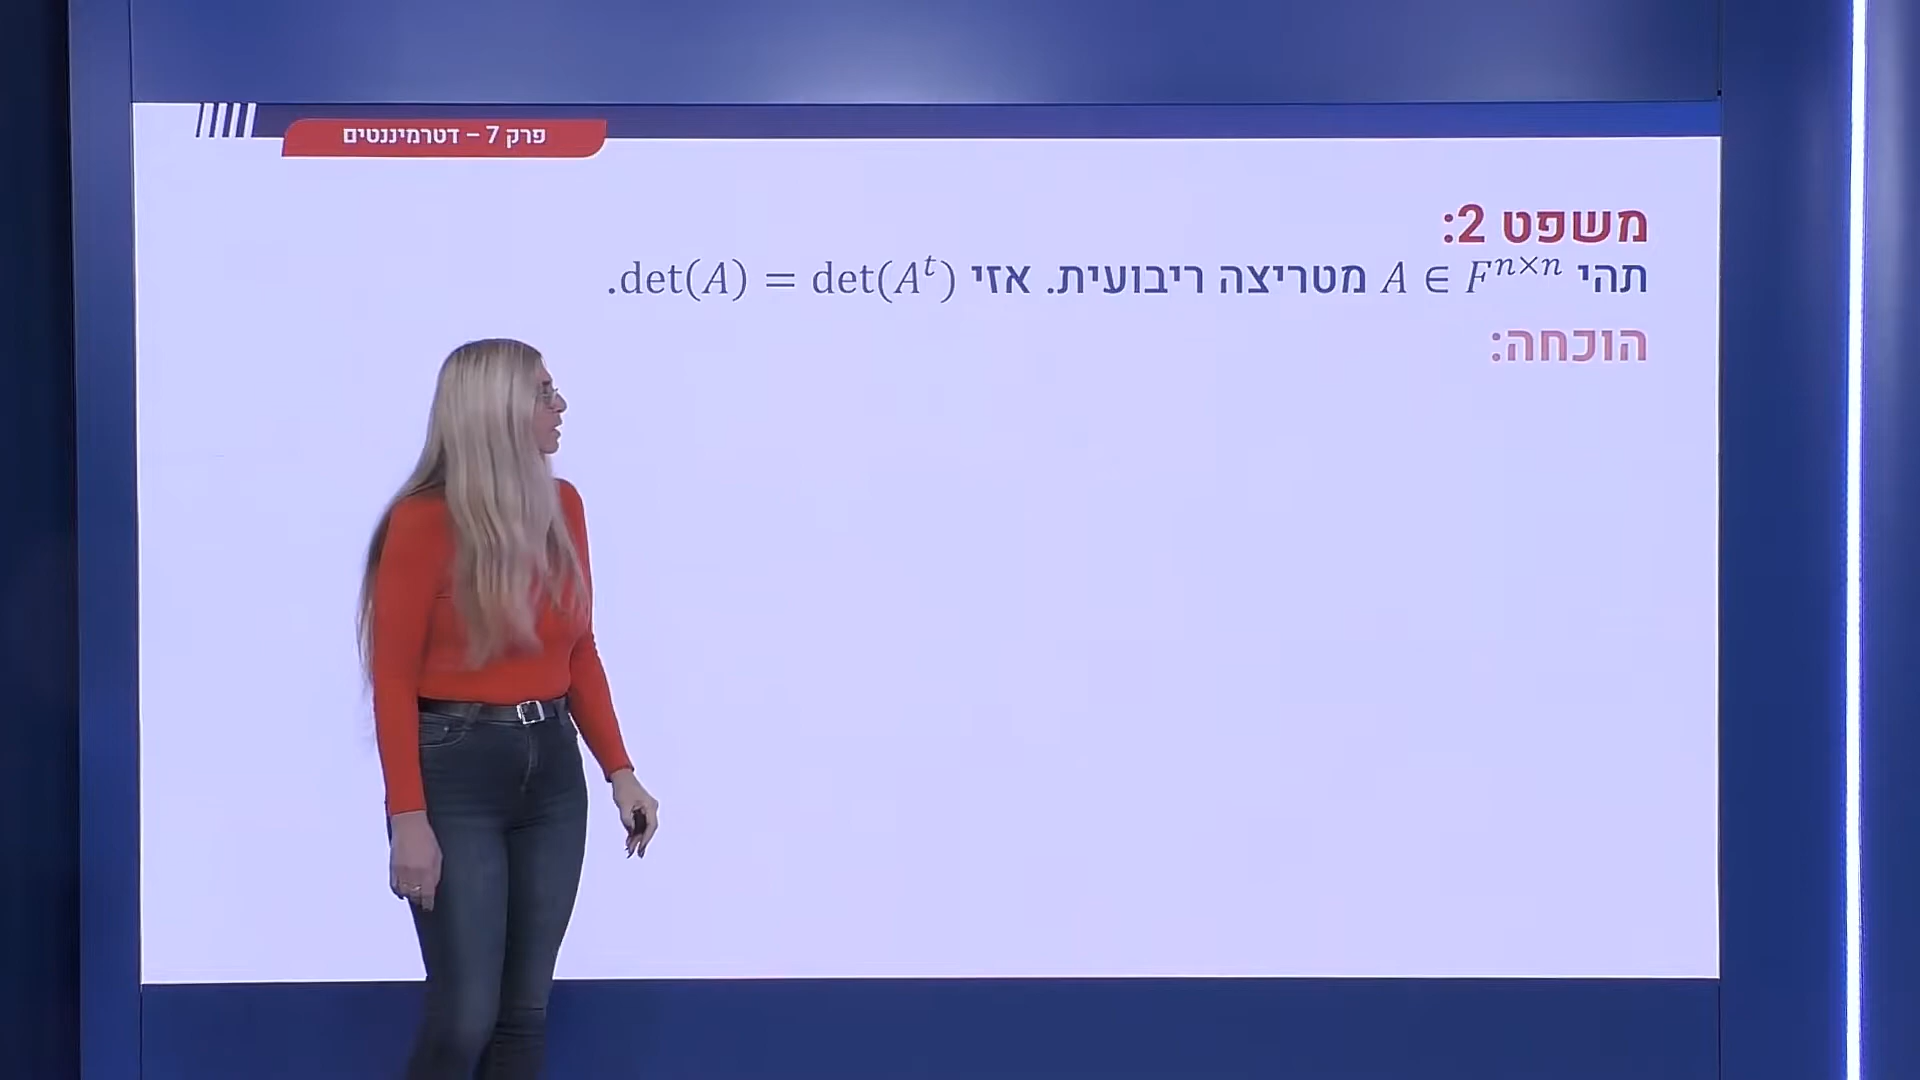 פרק 7 – דטרמיננטים
משפט 2:
תהי $A \in F^{n \times n}$ מטריצה ריבועית. אזי $\det(A) = \det(A^t)$.
הוכחה: